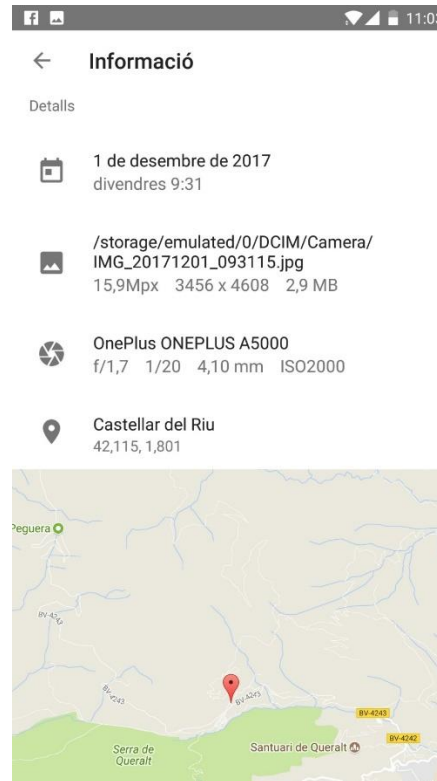 11:03
Informació
Detalls
1 de desembre de 2017
divendres 9:31
/storage/emulated/0/DCIM/Camera/
IMG_20171201_093115.jpg
15,9Mpx 3456 x 4608 2,9 MB
OnePlus ONEPLUS A5000
f/1,7 1/20 4,10 mm ISO2000
Castellar del Riu
42,115, 1,801
Peguera
BV-4243
BV-4243
BV-4243
BV-4243
BV-4242
Serra de
Queralt
Santuari de Queralt